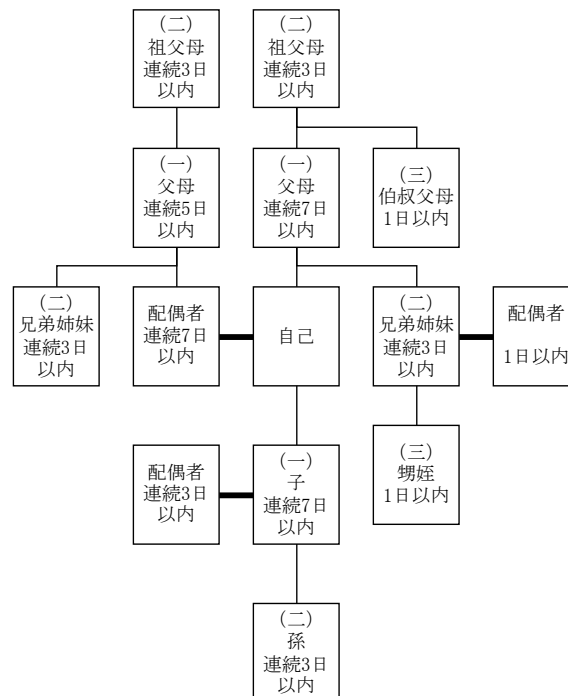 (二)
祖父母
連続3日
以内
(二)
祖父母
連続3日
以内
(一)
父母
連続5日
以内
(一)
父母
連続7日
以内
(三)
伯叔父母
1日以内
(二)
兄弟姉妹
連続3日
以内
配偶者
連続7日
以内
自己
(二)
兄弟姉妹
連続3日
以内
配偶者
1日以内
配偶者
連続3日
以内
(一)
子
連続7日
以内
(三)
甥姪
1日以内
(二)
孫
連続3日
以内